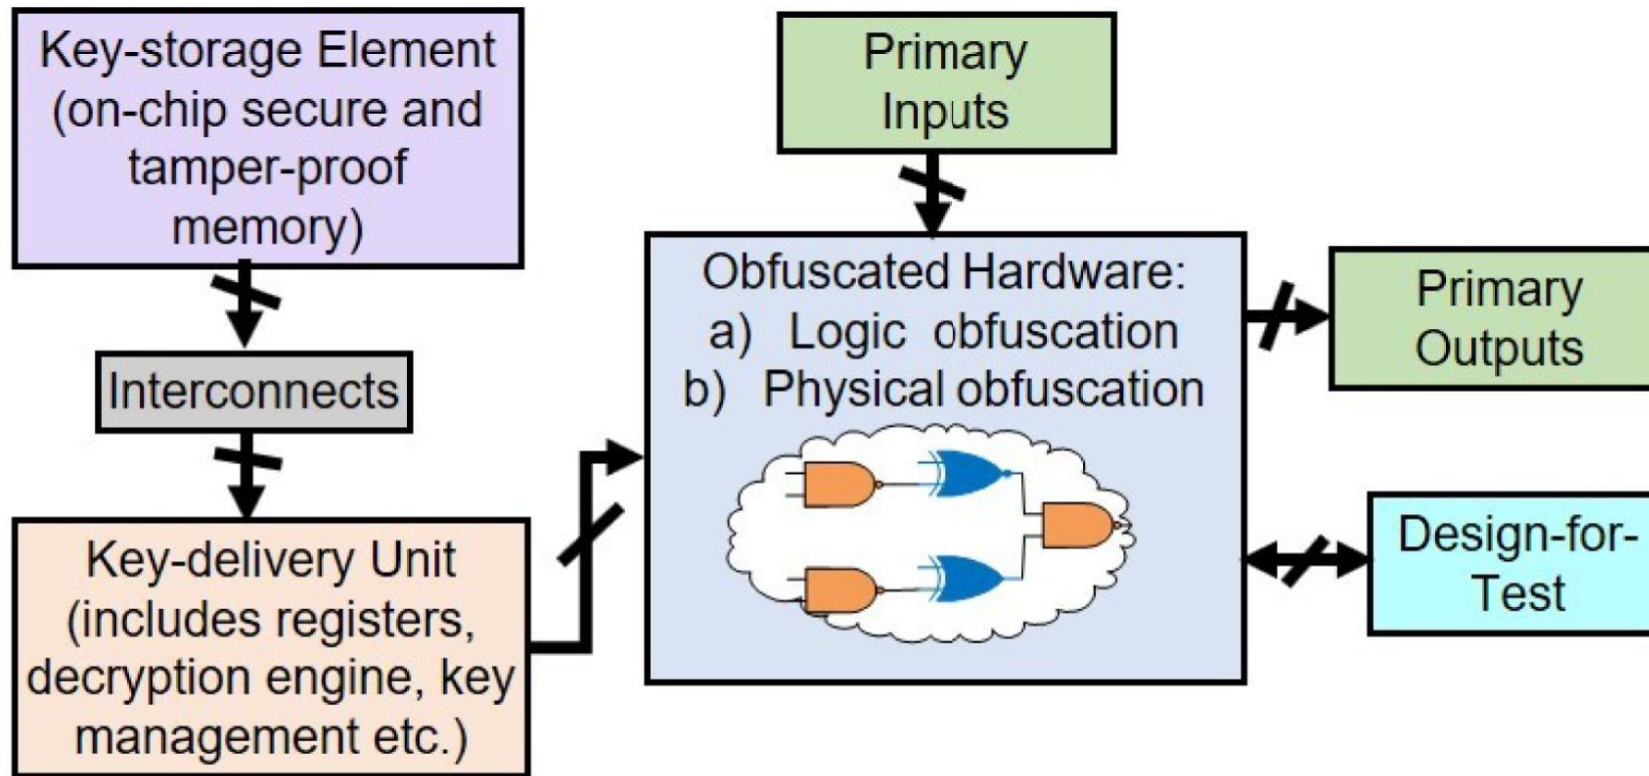 Key-storage Element
(on-chip secure and
tamper-proof
memory)
Interconnects
Key-delivery Unit
(includes registers,
decryption engine, key
management etc.)
Primary
Inputs
Obfuscated Hardware:
a) Logic obfuscation
b) Physical obfuscation
Primary
Outputs
Design-for-
Test